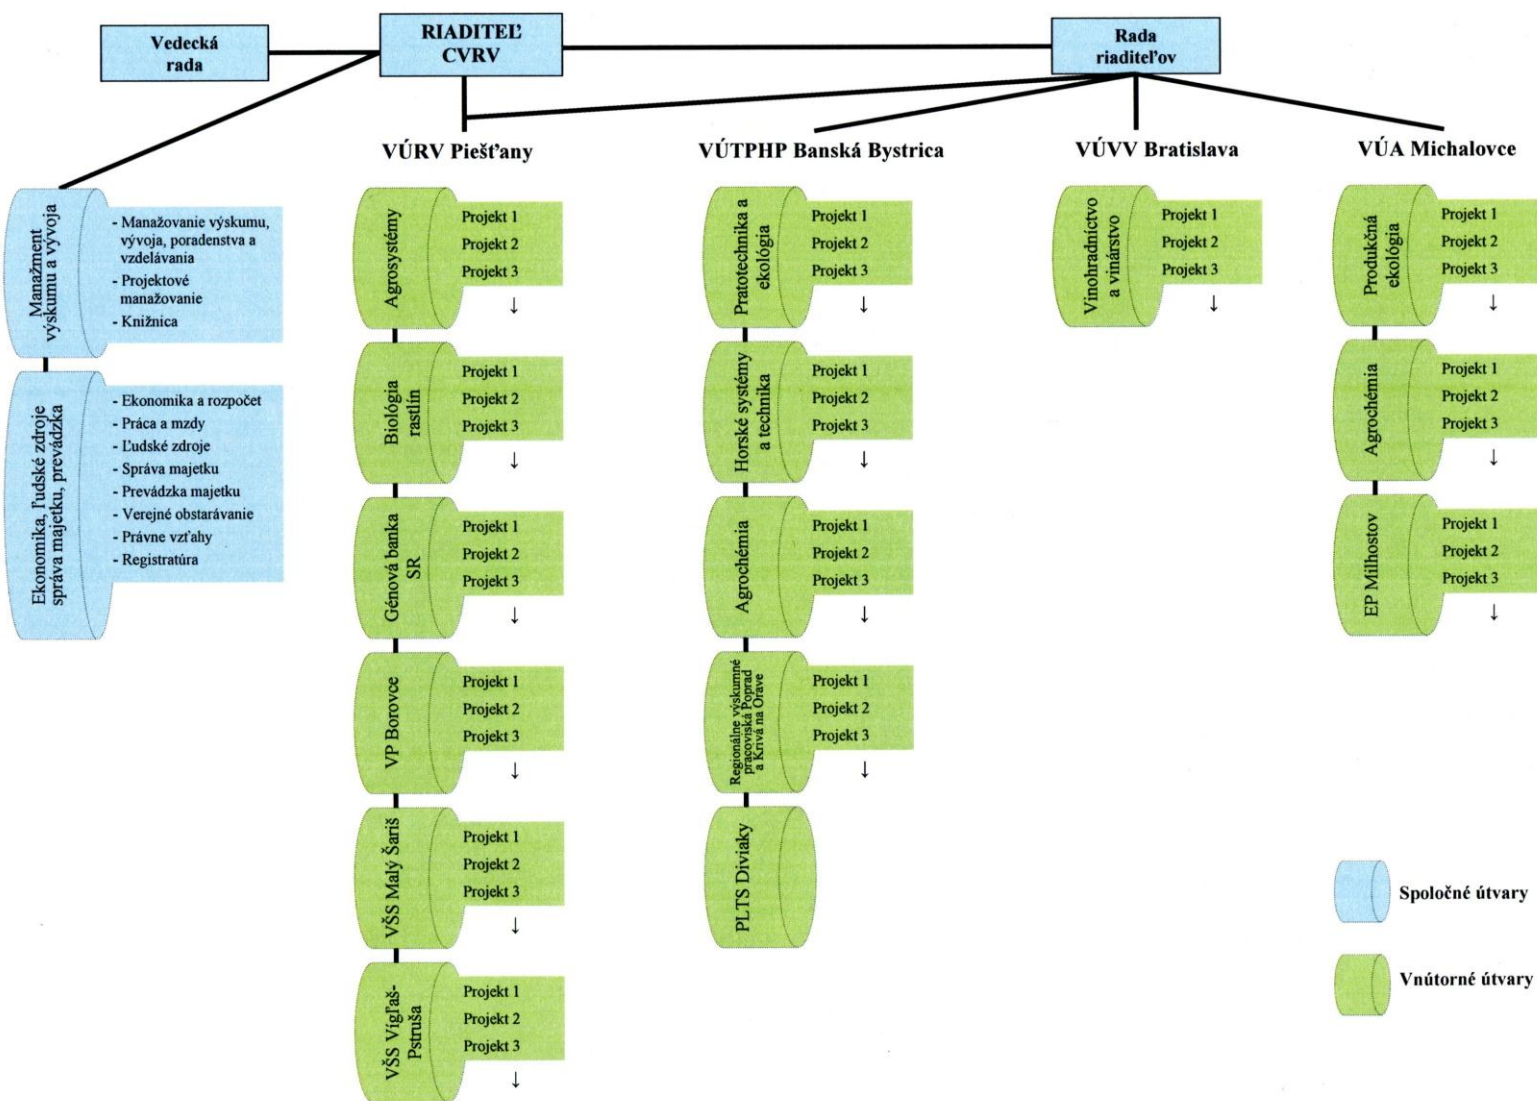 Vedecká
rada
RIADITEĽ
CVRV
Rada
riaditeľov
VÚRV Piešťany
VÚTPHP Banská Bystrica
VÚVV Bratislava
VÚA Michalovce
Manažment
výskumu a vývoja
- Manažovanie výskumu,
vývoja, poradenstva a
vzdelávania
- Projektové
manažovanie
- Knižnica
Ekonomika, ľudské zdroje
správa majetku, prevádzka
- Ekonomika a rozpočet
- Práca a mzdy
- Ľudské zdroje
- Správa majetku
- Prevádzka majetku
- Verejné obstarávanie
- Právne vzťahy
- Registratúra
Agrosystémy
Projekt 1
Projekt 2
Projekt 3
↓
Biológia
rastlín
Projekt 1
Projekt 2
Projekt 3
↓
Génová banka
SR
Projekt 1
Projekt 2
Projekt 3
↓
VP Borovce
Projekt 1
Projekt 2
Projekt 3
↓
VŠS Malý Šariš
Projekt 1
Projekt 2
Projekt 3
↓
VŠS Vígľaš-
Pstruša
Projekt 1
Projekt 2
Projekt 3
↓
Pratotechnika a
ekológia
Projekt 1
Projekt 2
Projekt 3
↓
Horské systémy
a technika
Projekt 1
Projekt 2
Projekt 3
↓
Agrochémia
Projekt 1
Projekt 2
Projekt 3
↓
Regionálne výskumné
pracoviská Poprad
a Krivá na Orave
Projekt 1
Projekt 2
Projekt 3
↓
PLTS Diviaky
Vinohradníctvo
a vinárstvo
Projekt 1
Projekt 2
Projekt 3
↓
Produkčná
ekológia
Projekt 1
Projekt 2
Projekt 3
↓
Agrochémia
Projekt 1
Projekt 2
Projekt 3
↓
EP Milhostov
Projekt 1
Projekt 2
Projekt 3
↓
Spoločné útvary
Vnútorné útvary